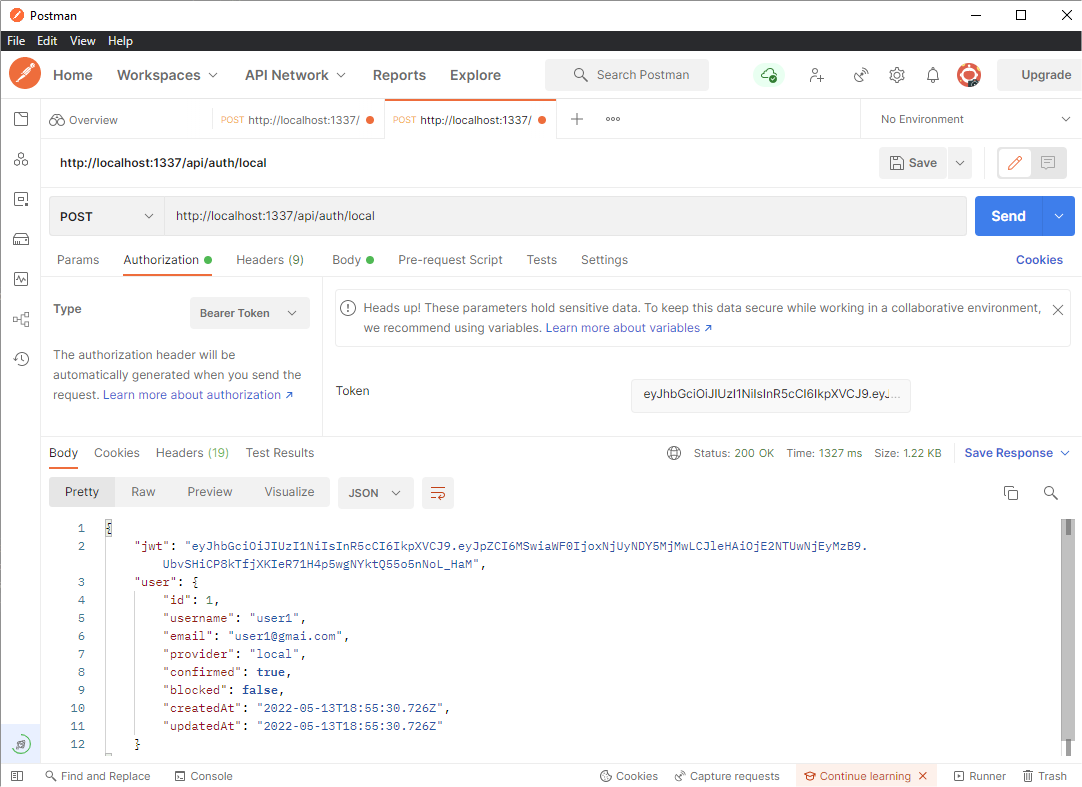 Postman
File Edit View Help
Home Workspaces API Network Reports Explore Search Postman Upgrade
Overview POST http://localhost:1337/ POST http://localhost:1337/ No Environment
http://localhost:1337/api/auth/local Save
POST http://localhost:1337/api/auth/local Send
Params Authorization Headers (9) Body Pre-request Script Tests Settings Cookies
Type Bearer Token
Heads up! These parameters hold sensitive data. To keep this data secure while working in a collaborative environment,
we recommend using variables. Learn more about variables ↗
The authorization header will be
automatically generated when you send the
request. Learn more about authorization ↗
Token eyJhbGciOiJIUzI1NiIsInR5cCI6IkpXVCJ9.eyJ...
Body Cookies Headers (19) Test Results Status: 200 OK Time: 1327 ms Size: 1.22 KB Save Response
Pretty Raw Preview Visualize JSON
1 {
2 "jwt": "eyJhbGciOiJIUzI1NiIsInR5cCI6IkpXVCJ9.eyJpZCI6MSwiaWF0IjoxNjUyNDY5MjMwLCJleHAiOjE2NTUwNjEyMzB9.
UbvSHiCP8kTfjXKIeR71H4p5wgNYktQ55o5nNoL_HaM",
3 "user": {
4 "id": 1,
5 "username": "user1",
6 "email": "user1@gmai.com",
7 "provider": "local",
8 "confirmed": true,
9 "blocked": false,
10 "createdAt": "2022-05-13T18:55:30.726Z",
11 "updatedAt": "2022-05-13T18:55:30.726Z"
12 }
Find and Replace Console Cookies Capture requests Continue learning Runner Trash